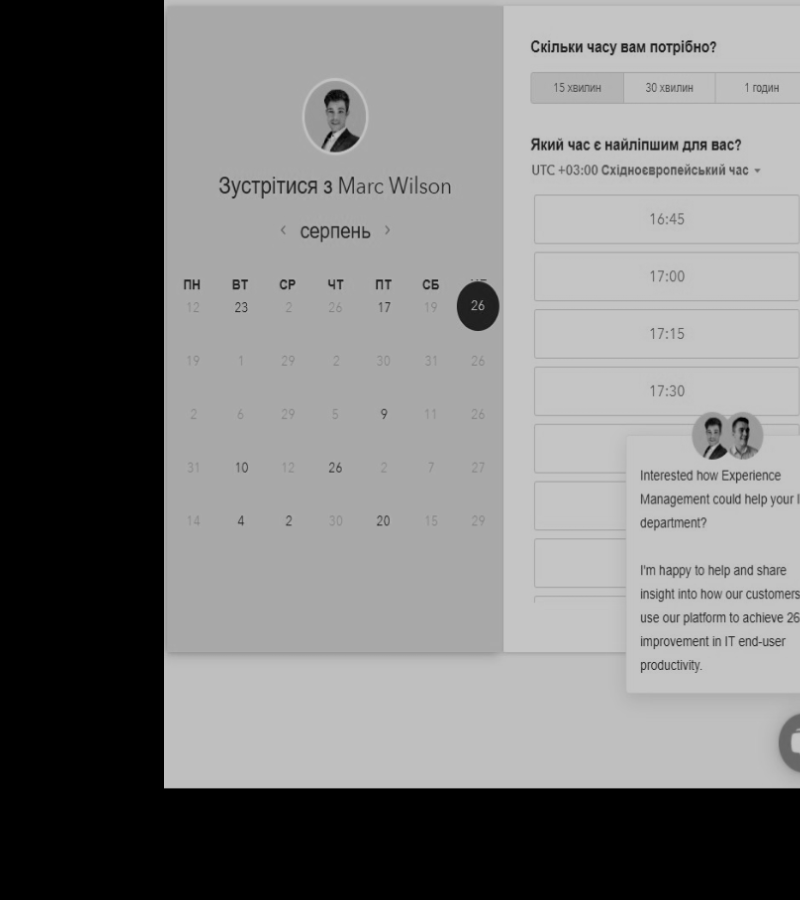 Зустрітися з Marc Wilson
серпень
ПН ВТ СР ЧТ ПТ СБ
12 23 2 26 17 19 26
19 1 29 2 30 31 26
2 6 29 5 9 11 26
31 10 12 26 2 7 27
14 4 2 30 20 15 29
Скільки часу вам потрібно?
15 хвилин 30 хвилин 1 годин
Який час є найліпшим для вас?
UTC +03:00 Східноєвропейський час
16:45
17:00
17:15
17:30
Interested how Experience
Management could help your
department?
I'm happy to help and share
insight into how our customers
use our platform to achieve 26
improvement in IT end-user
productivity.